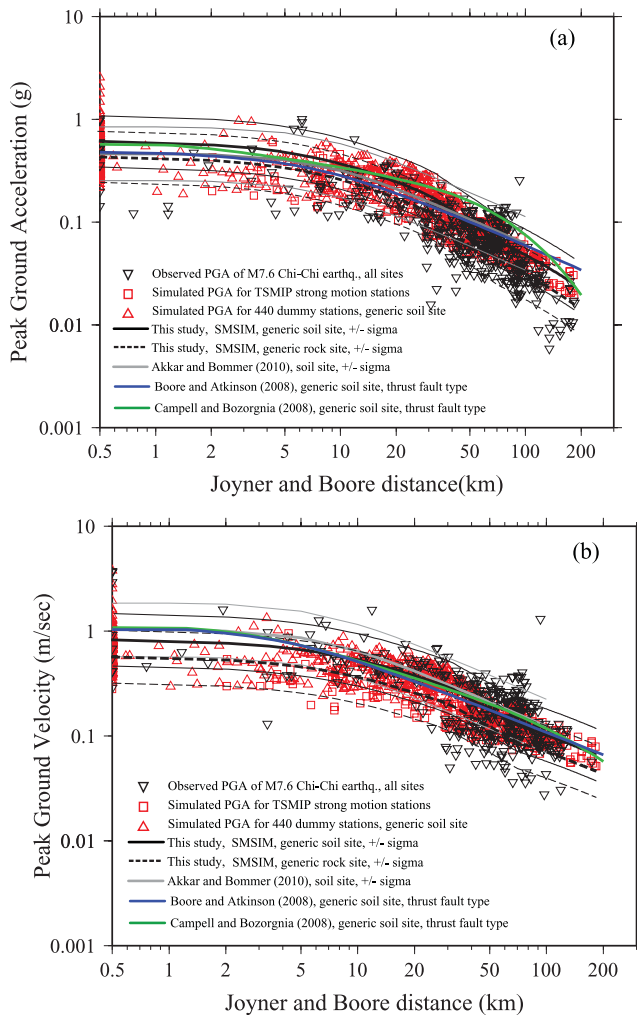 (a)
Peak Ground Acceleration (g)
10
1
0.1
0.01
0.001
Observed PGA of M7.6 Chi-Chi earthq., all sites
Simulated PGA for TSMIP strong motion stations
Simulated PGA for 440 dummy stations, generic soil site
This study, SMSIM, generic soil site, +/- sigma
This study, SMSIM, generic rock site, +/- sigma
Akkar and Bommer (2010), soil site, +/- sigma
Boore and Atkinson (2008), generic soil site, thrust fault type
Campell and Bozorgnia (2008), generic soil site, thrust fault type
0.5 1 2 5 10 20 50 100 200
Joyner and Boore distance(km)
(b)
Peak Ground Velocity (m/sec)
10
1
0.1
0.01
0.001
Observed PGA of M7.6 Chi-Chi earthq., all sites
Simulated PGA for TSMIP strong motion stations
Simulated PGA for 440 dummy stations, generic soil site
This study, SMSIM, generic soil site, +/- sigma
This study, SMSIM, generic rock site, +/- sigma
Akkar and Bommer (2010), soil site, +/- sigma
Boore and Atkinson (2008), generic soil site, thrust fault type
Campell and Bozorgnia (2008), generic soil site, thrust fault type
0.5 1 2 5 10 20 50 100 200
Joyner and Boore distance (km)